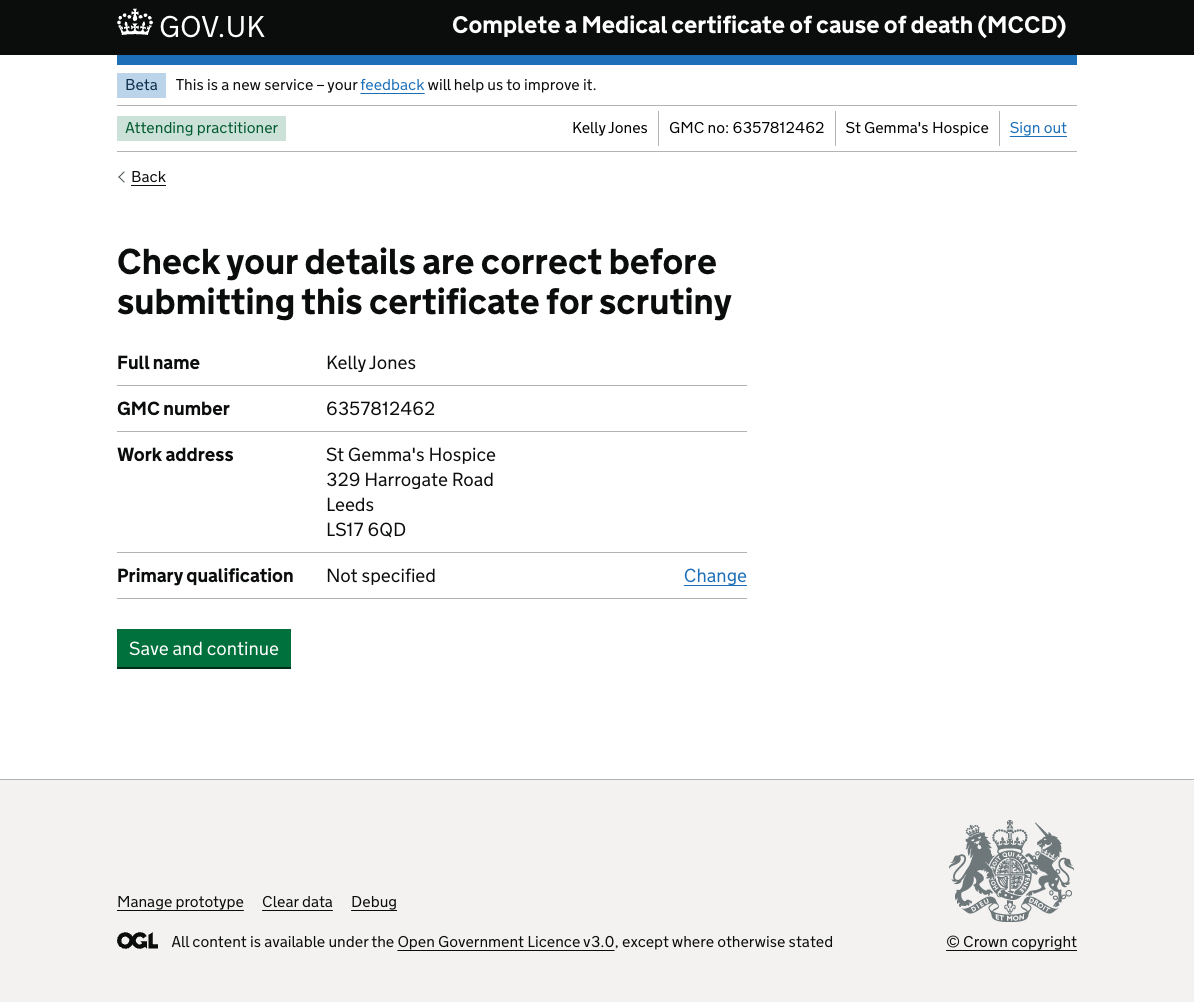 GOV.UK
Complete a Medical certificate of cause of death (MCCD)
Beta This is a new service – your feedback will help us to improve it.
Attending practitioner Kelly Jones GMC no: 6357812462 St Gemma's Hospice Sign out
Back
Check your details are correct before
submitting this certificate for scrutiny
Full name Kelly Jones
GMC number 6357812462
Work address St Gemma's Hospice
329 Harrogate Road
Leeds
LS17 6QD
Primary qualification Not specified Change
Save and continue
Manage prototype Clear data Debug
OGL All content is available under the Open Government Licence v3.0, except where otherwise stated
DIEU ET MON DROIT
© Crown copyright